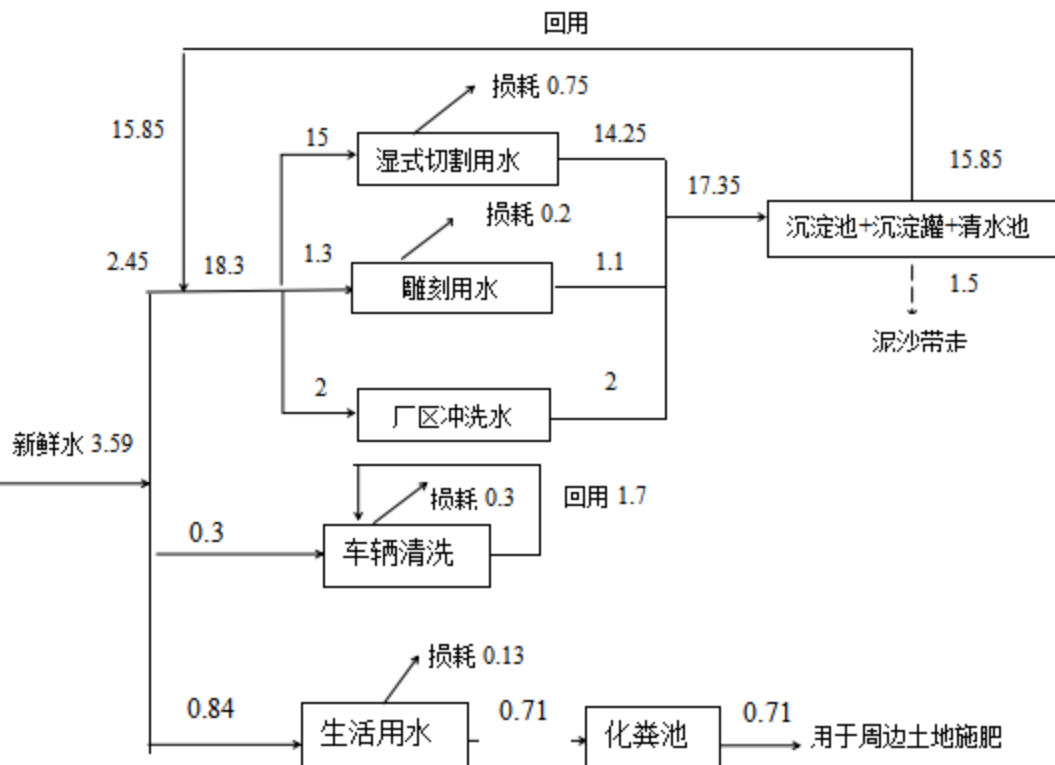 回用
损耗 0.75
15.85
15
14.25
湿式切割用水
15.85
17.35
损耗 0.2
沉淀池+沉淀罐+清水池
2.45
18.3
1.3
1.1
雕刻用水
1.5
泥沙带走
2
2
厂区冲洗水
新鲜水 3.59
损耗 0.3
回用 1.7
0.3
车辆清洗
损耗 0.13
0.84
0.71
0.71
生活用水
化粪池
用于周边土地施肥